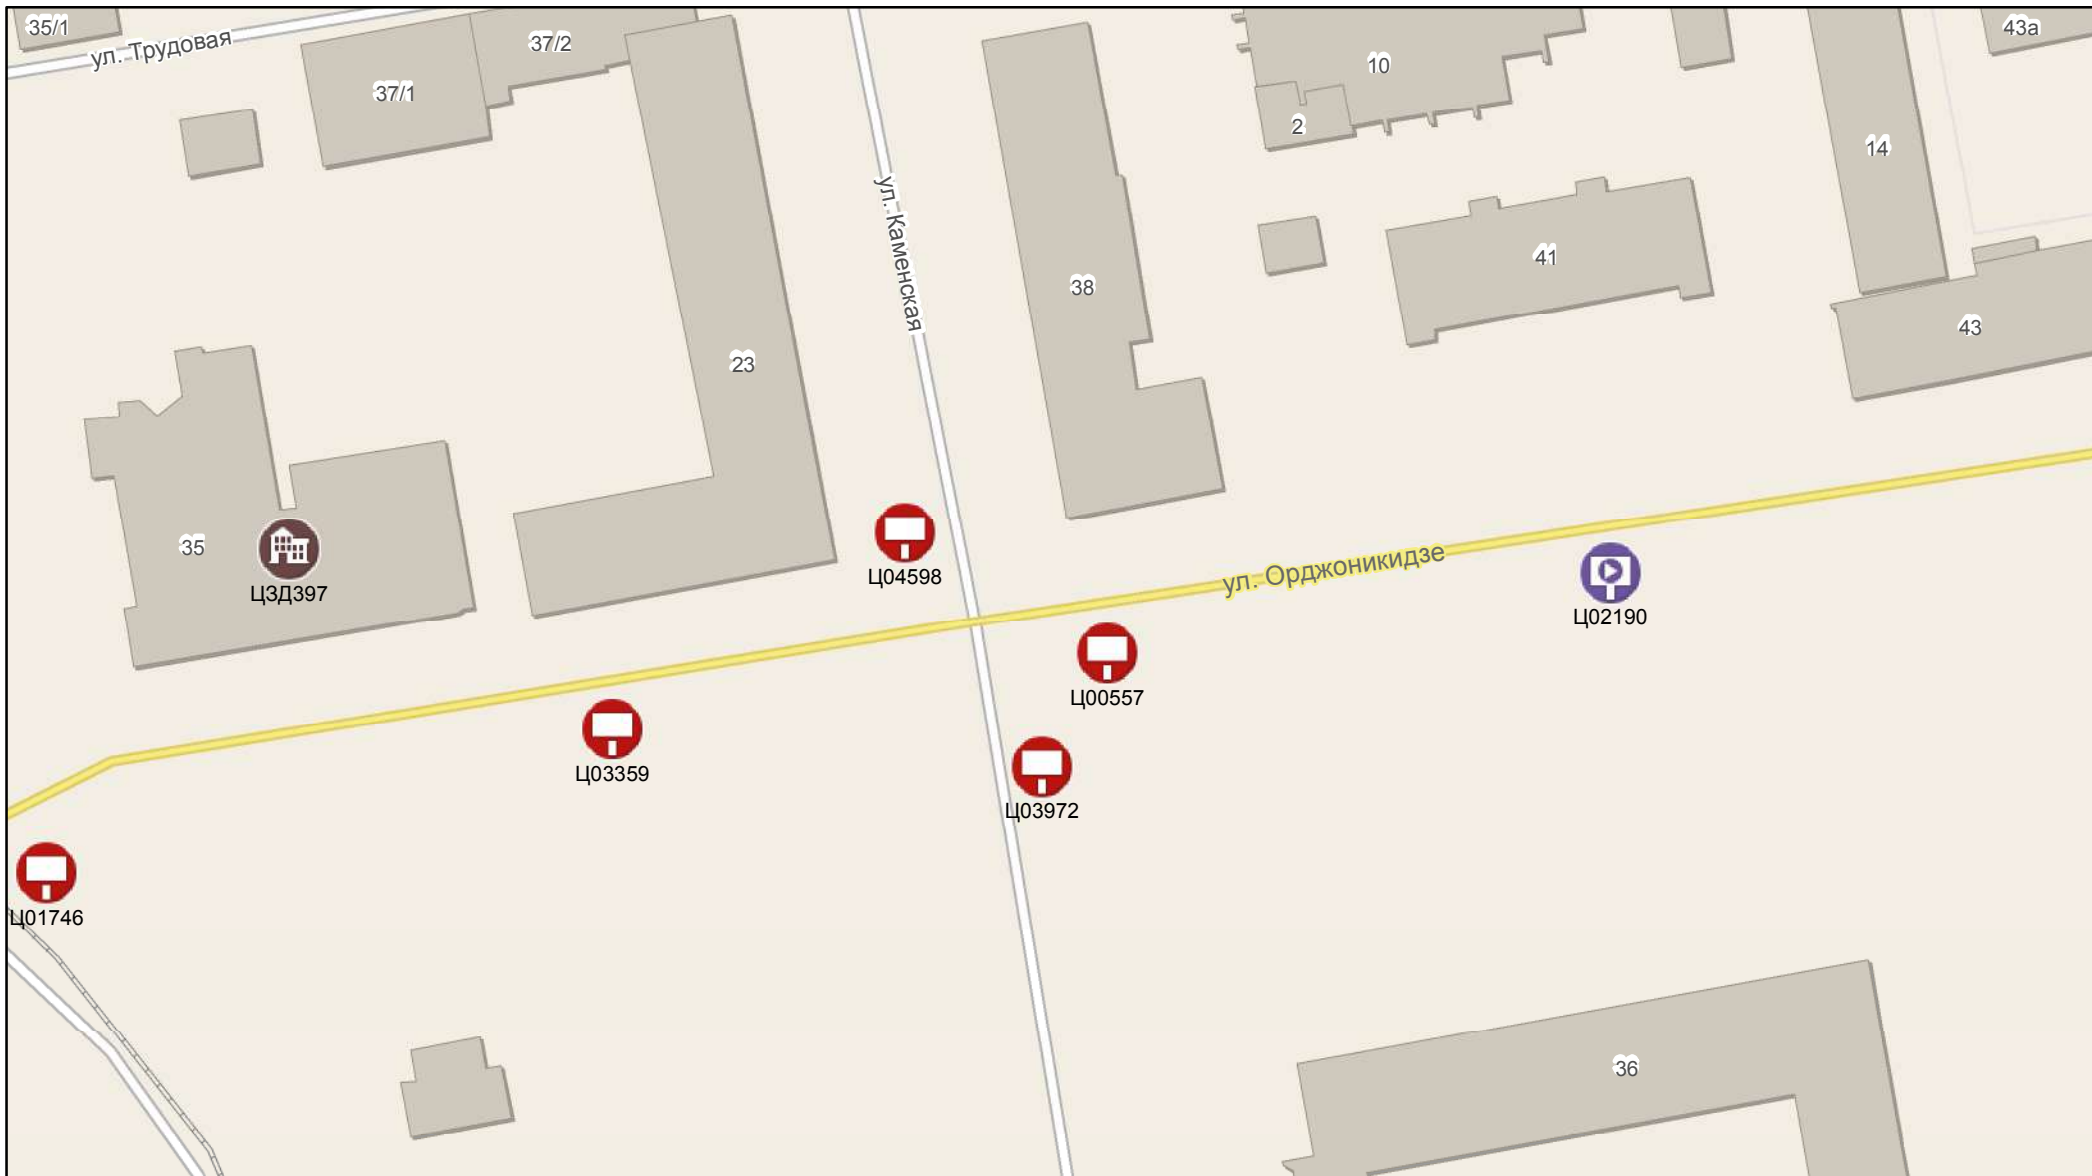 35/1
ул. Трудовая
37/2
37/1
10
43а
2
14
ул. Каменская
41
38
43
23
35
ЦЗД397
Ц04598
ул. Орджоникидзе
Ц02190
Ц00557
Ц03359
Ц03972
Ц01746
36